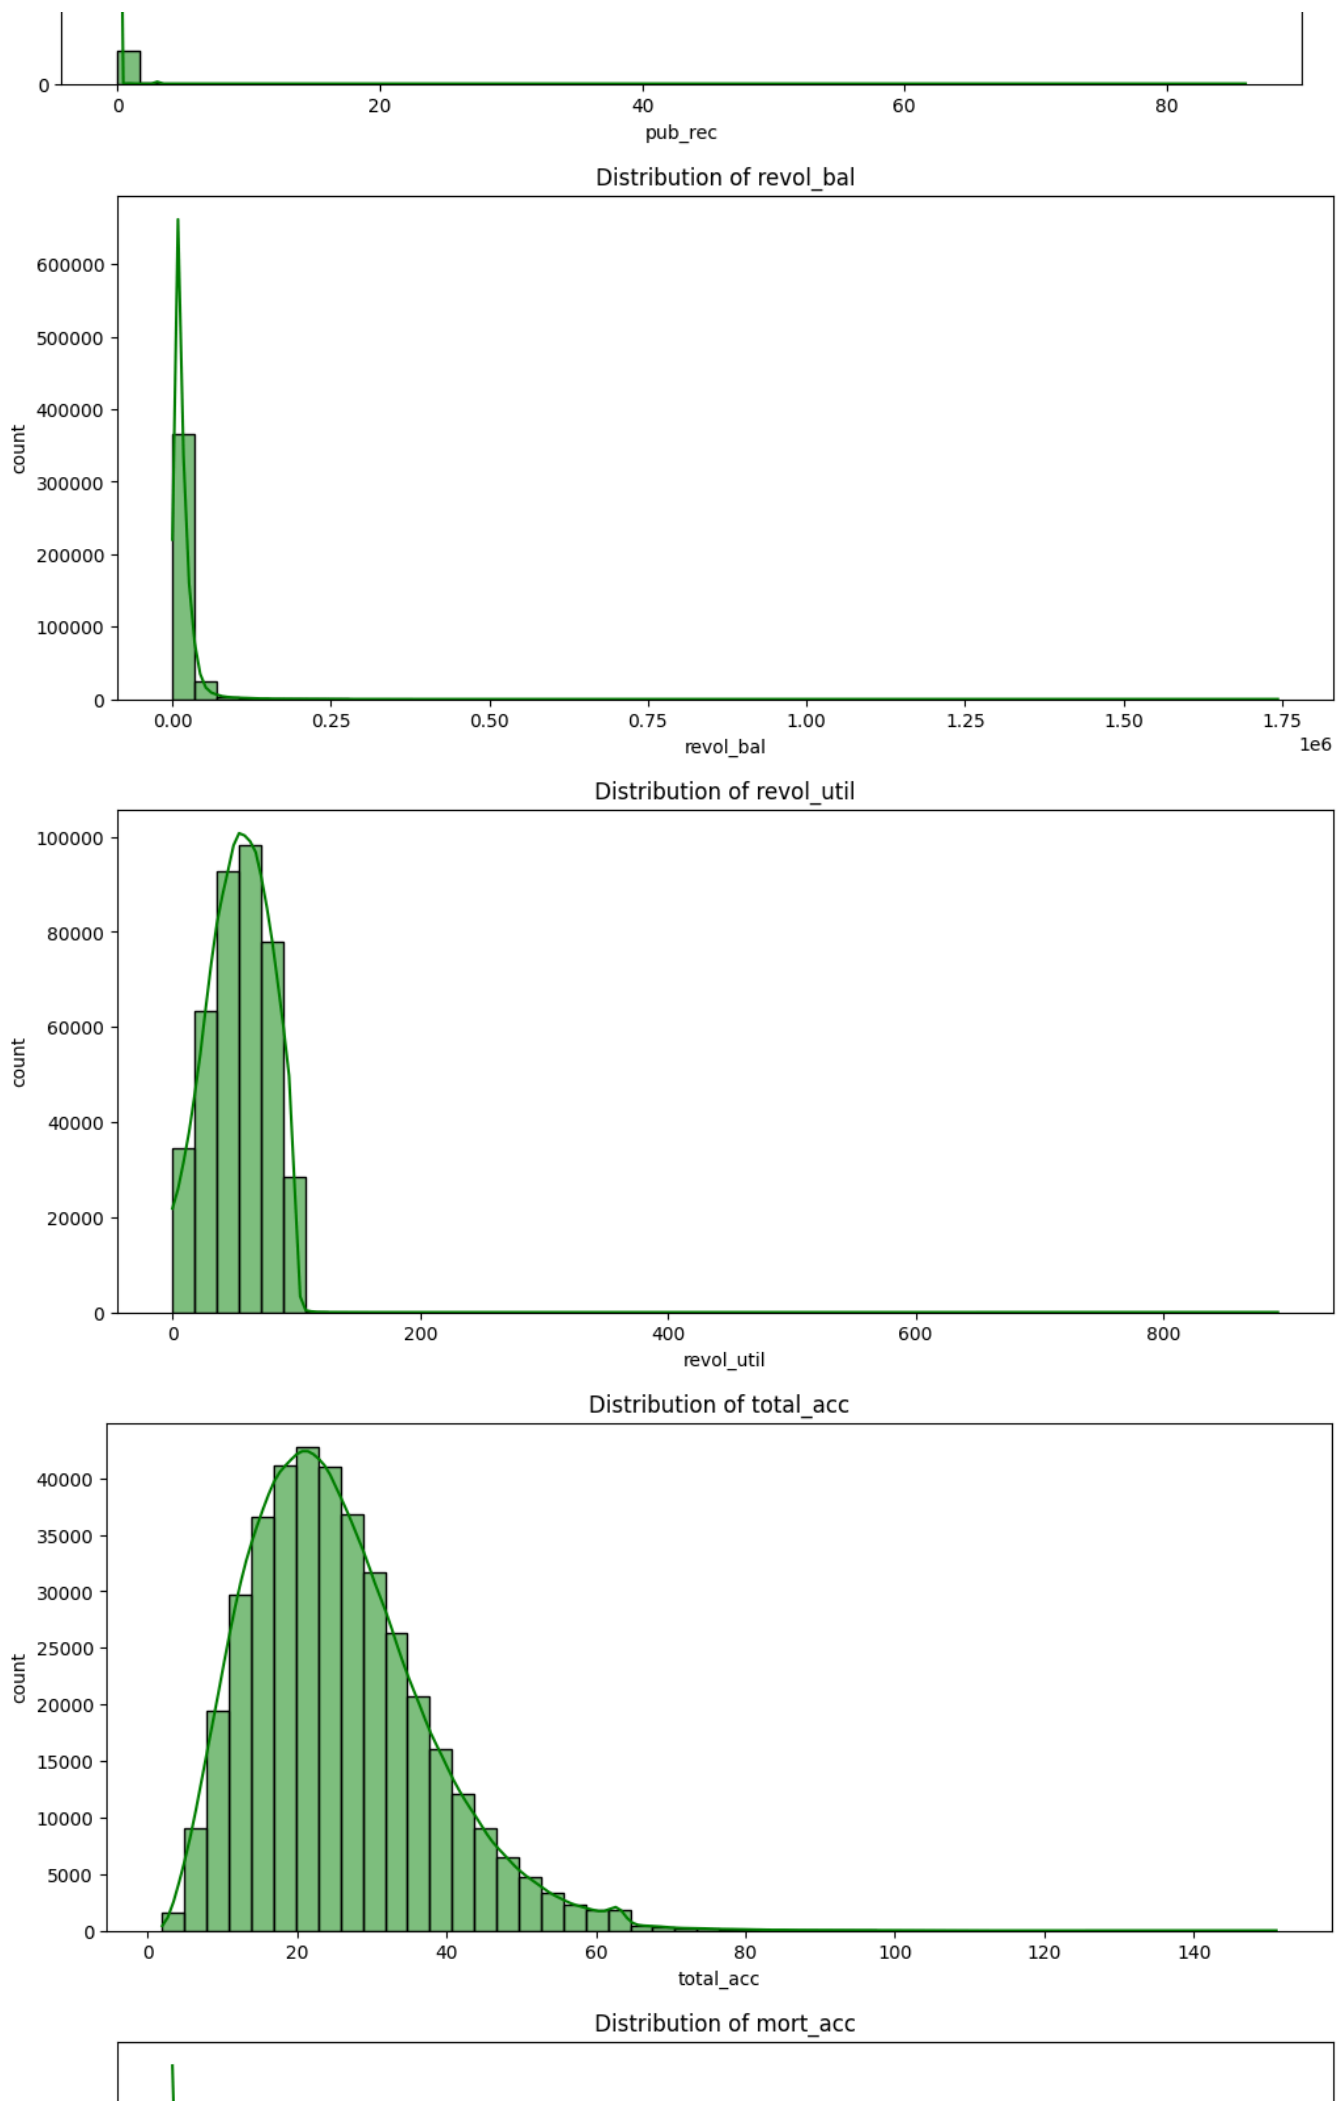 0
0 20 40 60 80
pub_rec
Distribution of revol_bal
600000
500000
400000
300000
200000
100000
0
count
0.00 0.25 0.50 0.75 1.00 1.25 1.50 1.75
revol_bal
1e6
Distribution of revol_util
100000
80000
60000
40000
20000
0
count
0 200 400 600 800
revol_util
Distribution of total_acc
40000
35000
30000
25000
20000
15000
10000
5000
0
count
0 20 40 60 80 100 120 140
total_acc
Distribution of mort_acc